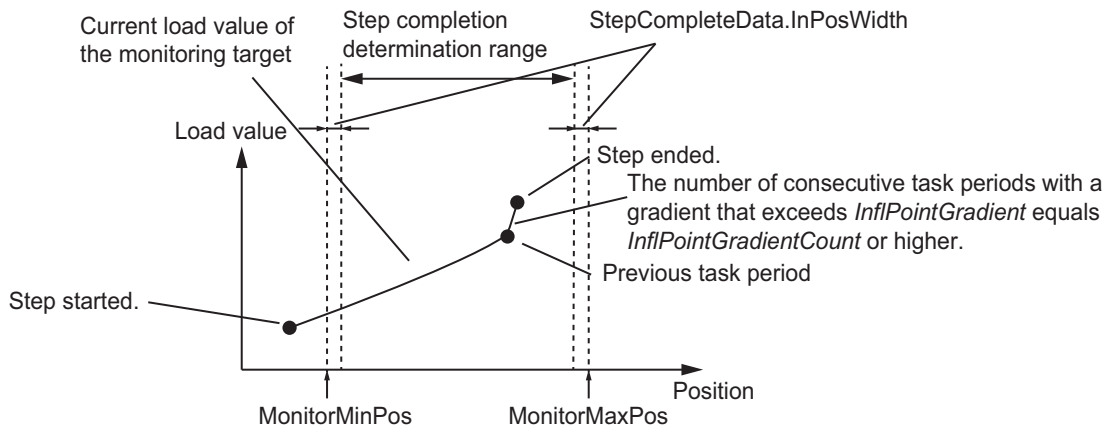 Current load value of
the monitoring target
Step completion
determination range
StepCompleteData.InPosWidth
Load value
Step ended.
The number of consecutive task periods with a
gradient that exceeds InflPointGradient equals
InflPointGradientCount or higher.
Previous task period
Step started.
Position
MonitorMinPos
MonitorMaxPos